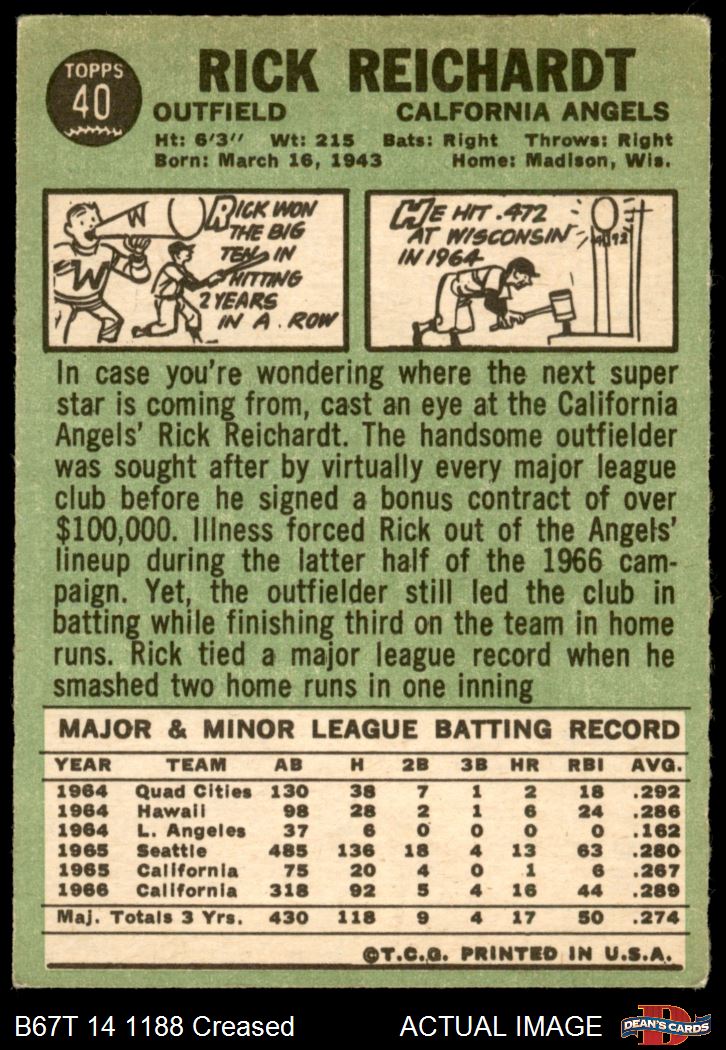 TOPPS
40
RICK REICHARDT
OUTFIELD CALFORNIA ANGELS
Ht: 6'3" Wt: 215 Bats: Right Throws: Right
Born: March 16, 1943 Home: Madison, Wis.
W
W
RICK WON
THE BIG
TEN IN
HITTING
2 YEARS
IN A ROW
HE HIT .472
AT WISCONSIN
IN 1964
In case you're wondering where the next super
star is coming from, cast an eye at the California
Angels' Rick Reichardt. The handsome outfielder
was sought after by virtually every major league
club before he signed a bonus contract of over
$100,000. Illness forced Rick out of the Angels'
lineup during the latter half of the 1966 cam-
paign. Yet, the outfielder still led the club in
batting while finishing third on the team in home
runs. Rick tied a major league record when he
smashed two home runs in one inning
MAJOR & MINOR LEAGUE BATTING RECORD
YEAR TEAM AB H 2B 3B HR RBI AVG.
1964 Quad Cities 130 38 7 1 2 18 .292
1964 Hawaii 98 28 2 1 6 24 .286
1964 L. Angeles 37 6 0 0 0 0 .162
1965 Seattle 485 136 18 4 13 63 .280
1965 California 75 20 4 0 1 6 .267
1966 California 318 92 5 4 16 44 .289
Maj. Totals 3 Yrs. 430 118 9 4 17 50 .274
©T.C.G. PRINTED IN U.S.A.
B67T 14 1188 Creased ACTUAL IMAGE
D
DEAN'S CARDS